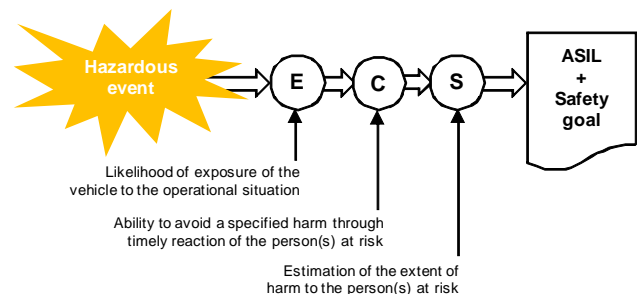 Hazardous
event
E
C
S
ASIL
+
Safety
goal
Likelihood of exposure of the
vehicle to the operational situation
Ability to avoid a specified harm through
timely reaction of the person(s) at risk
Estimation of the extent of
harm to the person(s) at risk